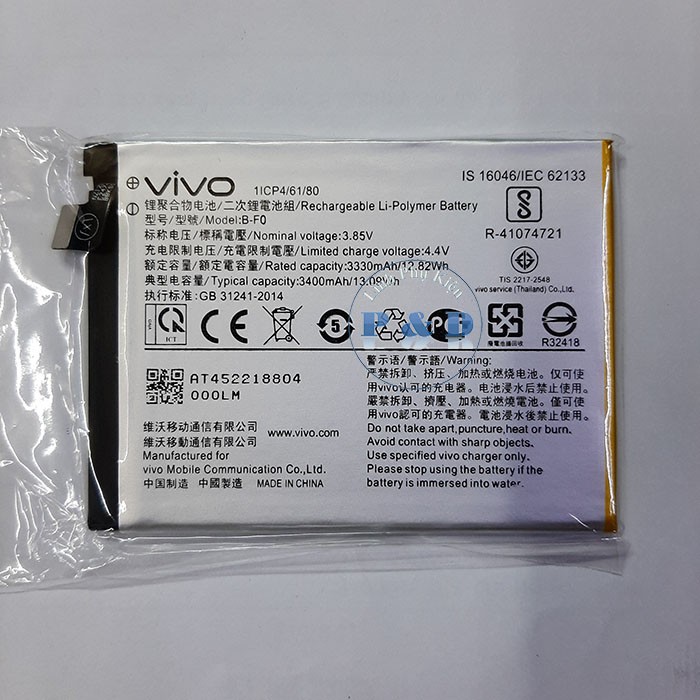 vivo 1ICP4/61/80
锂聚合物电池/二次鋰電池組/Rechargeable Li-Polymer Battery
型号/型號/Model: B-F0
标称电压/標稱電壓/Nominal voltage: 3.85V
充电限制电压/充電限制電壓/Limited charge voltage: 4.4V
额定容量/額定容量/Rated capacity: 3330mAh/12.82Wh
典型容量/典型容量/Typical capacity: 3400mAh/13.09Wh
执行标准: GB 31241-2014
IS 16046/IEC 62133
R-41074721
TIS 2217-2548
vivo service (Thailand) Co.,Ltd.
Linh Phụ Kiện
P&G
ICT
5
廢電池請回收
R32418
AT452218804
000LM
维沃移动通信有限公司
維沃移動通信有限公司
www.vivo.com
Manufactured for
vivo Mobile Communication Co., Ltd.
中国制造 中國製造 MADE IN CHINA
警示语/警示語/Warning:
严禁拆卸、挤压、加热或燃烧电池。仅可使
用vivo认可的充电器。电池浸水后禁止使用。
嚴禁拆卸、擠壓、加熱或燃燒電池。僅可使用
vivo認可的充電器。電池浸水後禁止使用。
Do not take apart,puncture,heat or burn.
Avoid contact with sharp objects.
Use specified vivo charger only.
Please stop using the battery if the
battery is immersed into water.